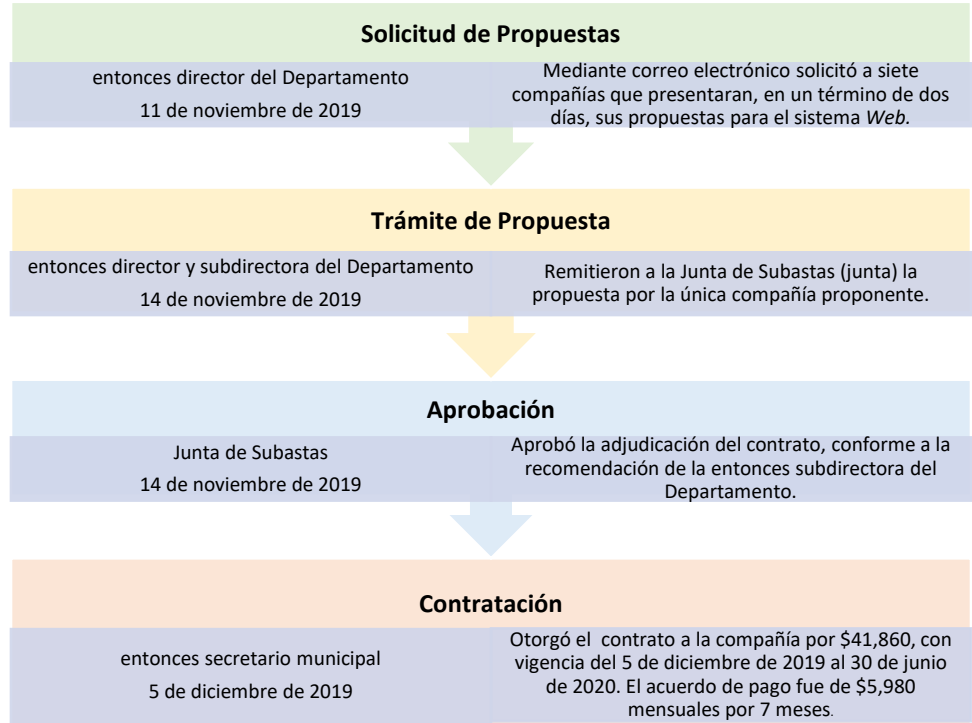 Solicitud de Propuestas
entonces director del Departamento
11 de noviembre de 2019
Mediante correo electrónico solicitó a siete
compañías que presentaran, en un término de dos
días, sus propuestas para el sistema Web.
Trámite de Propuesta
entonces director y subdirectora del Departamento
14 de noviembre de 2019
Remitieron a la Junta de Subastas (junta) la
propuesta por la única compañía proponente.
Aprobación
Junta de Subastas
14 de noviembre de 2019
Aprobó la adjudicación del contrato, conforme a la
recomendación de la entonces subdirectora del
Departamento.
Contratación
entonces secretario municipal
5 de diciembre de 2019
Otorgó el contrato a la compañía por $41,860, con
vigencia del 5 de diciembre de 2019 al 30 de junio
de 2020. El acuerdo de pago fue de $5,980
mensuales por 7 meses.